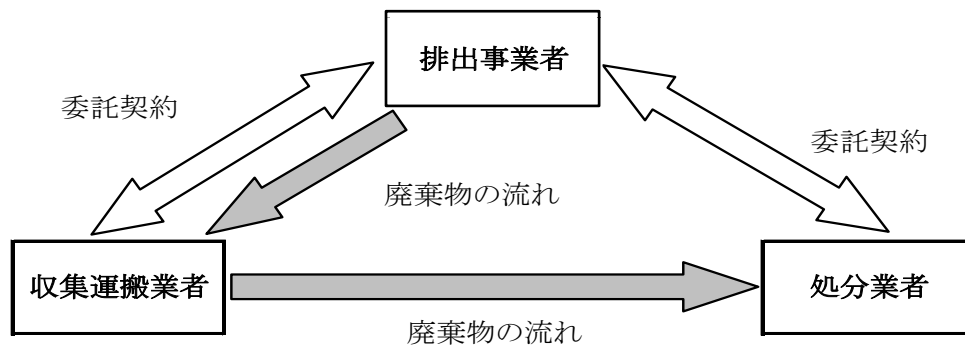 排出事業者
委託契約
委託契約
廃棄物の流れ
収集運搬業者
処分業者
廃棄物の流れ